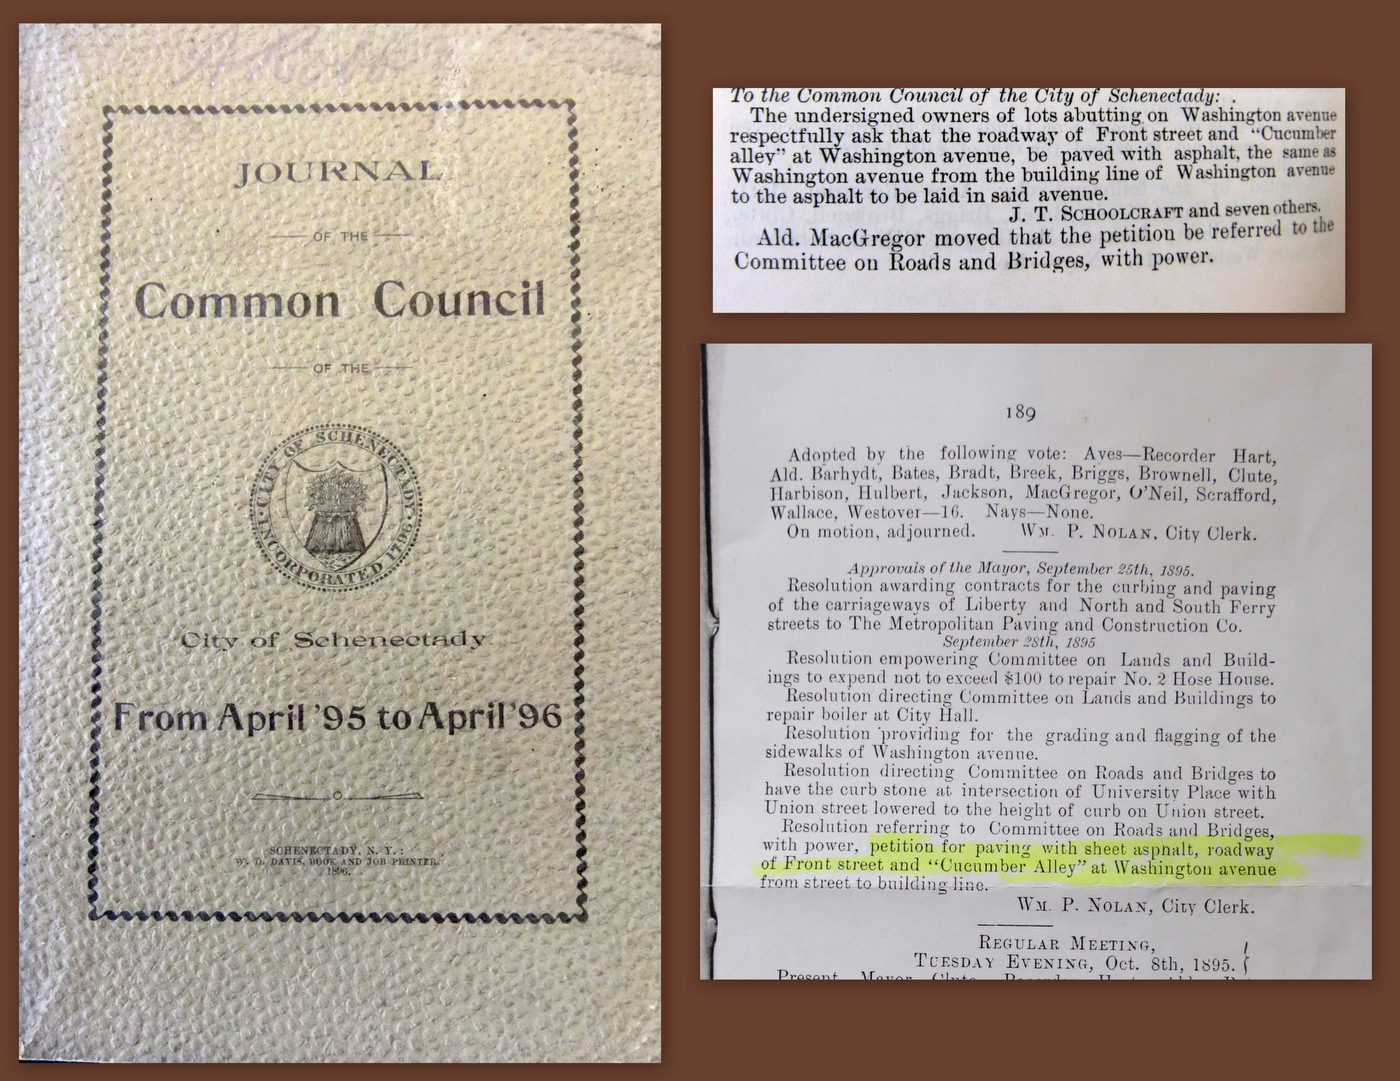 JOURNAL
OF THE
Common Council
OF THE
CITY OF SCHENECTADY
INCORPORATED 1798
City of Schenectady
From April '95 to April '96
SCHENECTADY, N. Y.:
W. D. DAVIS, BOOK AND JOB PRINTER.
1896.
To the Common Council of the City of Schenectady:
The undersigned owners of lots abutting on Washington avenue
respectfully ask that the roadway of Front street and "Cucumber
alley" at Washington avenue, be paved with asphalt, the same as
Washington avenue from the building line of Washington avenue
to the asphalt to be laid in said avenue.
J. T. SCHOOLCRAFT and seven others.
Ald. MacGregor moved that the petition be referred to the
Committee on Roads and Bridges, with power.
189
Adopted by the following vote: Ayes—Recorder Hart,
Ald. Barhydt, Bates, Bradt, Breek, Briggs, Brownell, Clute,
Harbison, Hulbert, Jackson, MacGregor, O'Neil, Scrafford,
Wallace, Westover—16. Nays—None.
On motion, adjourned. WM. P. NOLAN, City Clerk.
Approvals of the Mayor, September 25th, 1895.
Resolution awarding contracts for the curbing and paving
of the carriageways of Liberty and North and South Ferry
streets to The Metropolitan Paving and Construction Co.
September 28th, 1895
Resolution empowering Committee on Lands and Build-
ings to expend not to exceed $100 to repair No. 2 Hose House.
Resolution directing Committee on Lands and Buildings to
repair boiler at City Hall.
Resolution providing for the grading and flagging of the
sidewalks of Washington avenue.
Resolution directing Committee on Roads and Bridges to
have the curb stone at intersection of University Place with
Union street lowered to the height of curb on Union street.
Resolution referring to Committee on Roads and Bridges,
with power, petition for paving with sheet aspnalt, roadway
of Front street and "Cucumber Alley" at Washington avenue
from street to building line.
WM. P. NOLAN, City Clerk.
REGULAR MEETING,
TUESDAY EVENING, Oct. 8th, 1895.
Present Mayor Clute, Recorder Hart, Ald.